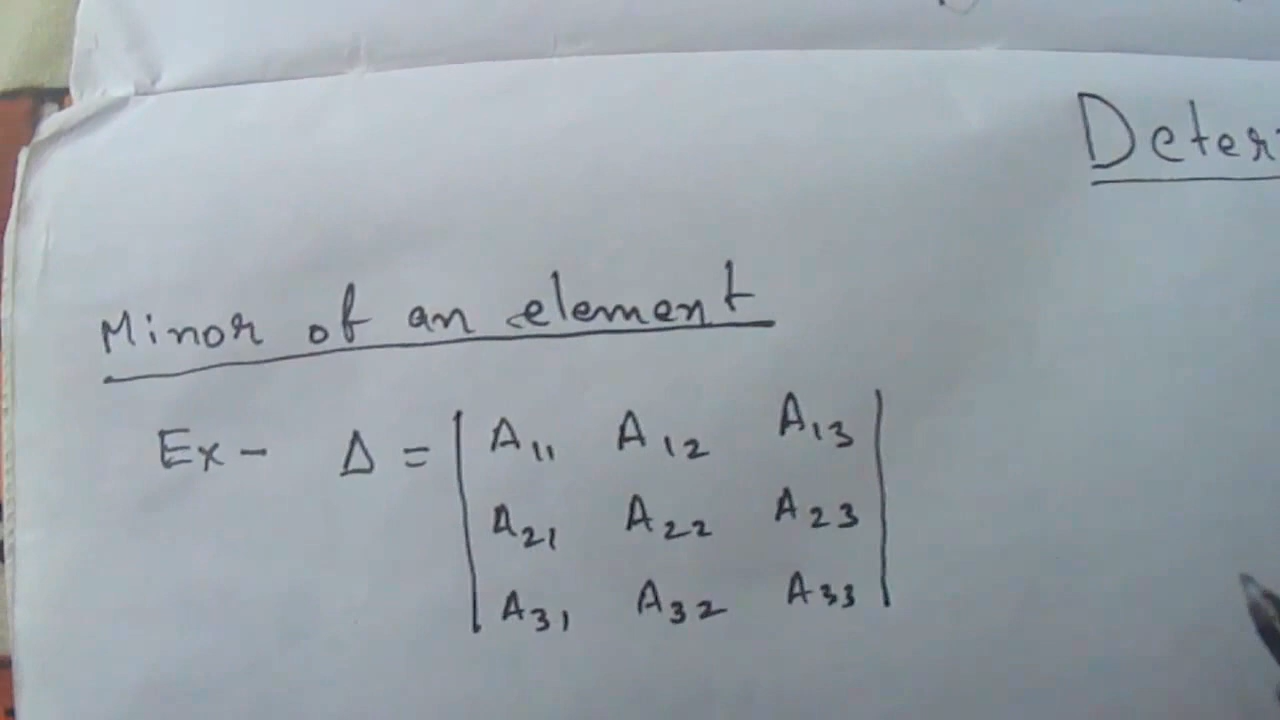 Deter
Minor of an element
Ex- Δ = | A11 A12 A13 |
| A21 A22 A23 |
| A31 A32 A33 |